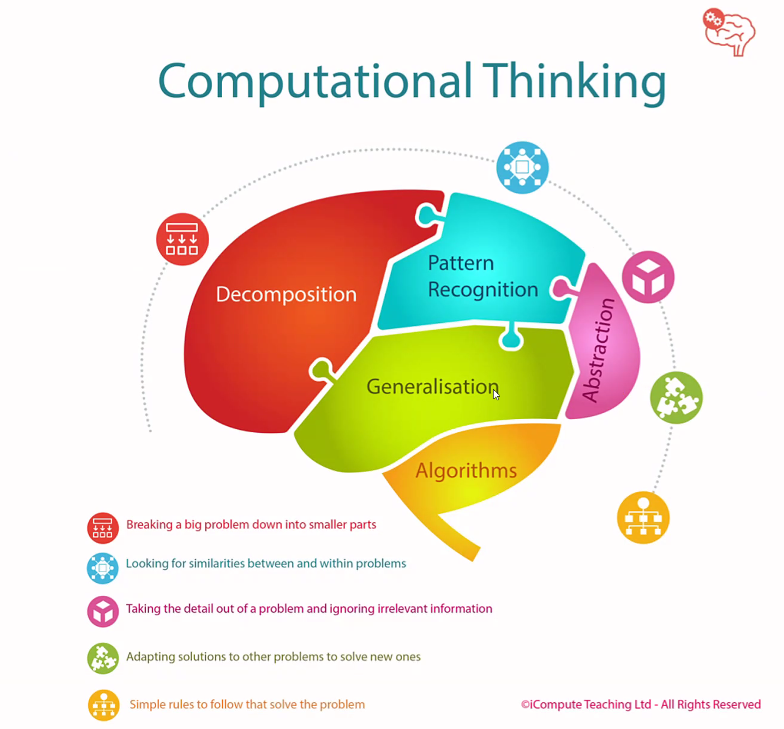 Computational Thinking
Decomposition
Pattern
Recognition
Abstraction
Generalisation
Algorithms
Breaking a big problem down into smaller parts
Looking for similarities between and within problems
Taking the detail out of a problem and ignoring irrelevant information
Adapting solutions to other problems to solve new ones
Simple rules to follow that solve the problem
©iCompute Teaching Ltd - All Rights Reserved